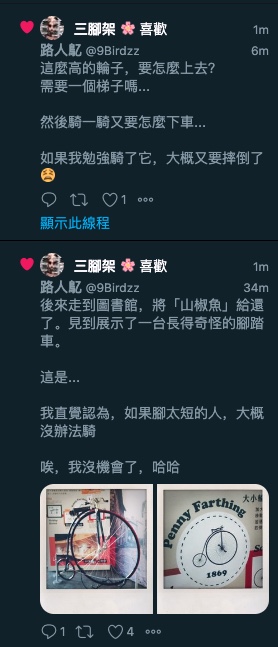 三腳架 🌸 喜歡 1m
路人髟 @9Birdzz 6m
這麼高的輪子，要怎麼上去?
需要一個梯子嗎...
然後騎一騎又要怎麼下車...
如果我勉強騎了它，大概又要摔倒了
😫
1
顯示此線程
三腳架 🌸 喜歡 1m
@9Birdzz 34m
後來走到圖書館，將「山椒魚」給還
了。見到展示了一台長得奇怪的腳踏
車。
這是...
我直覺認為，如果腳太短的人，大概
沒辦法騎
唉，我沒機會了，哈哈
大小
Penny Farthing
1869
1 4